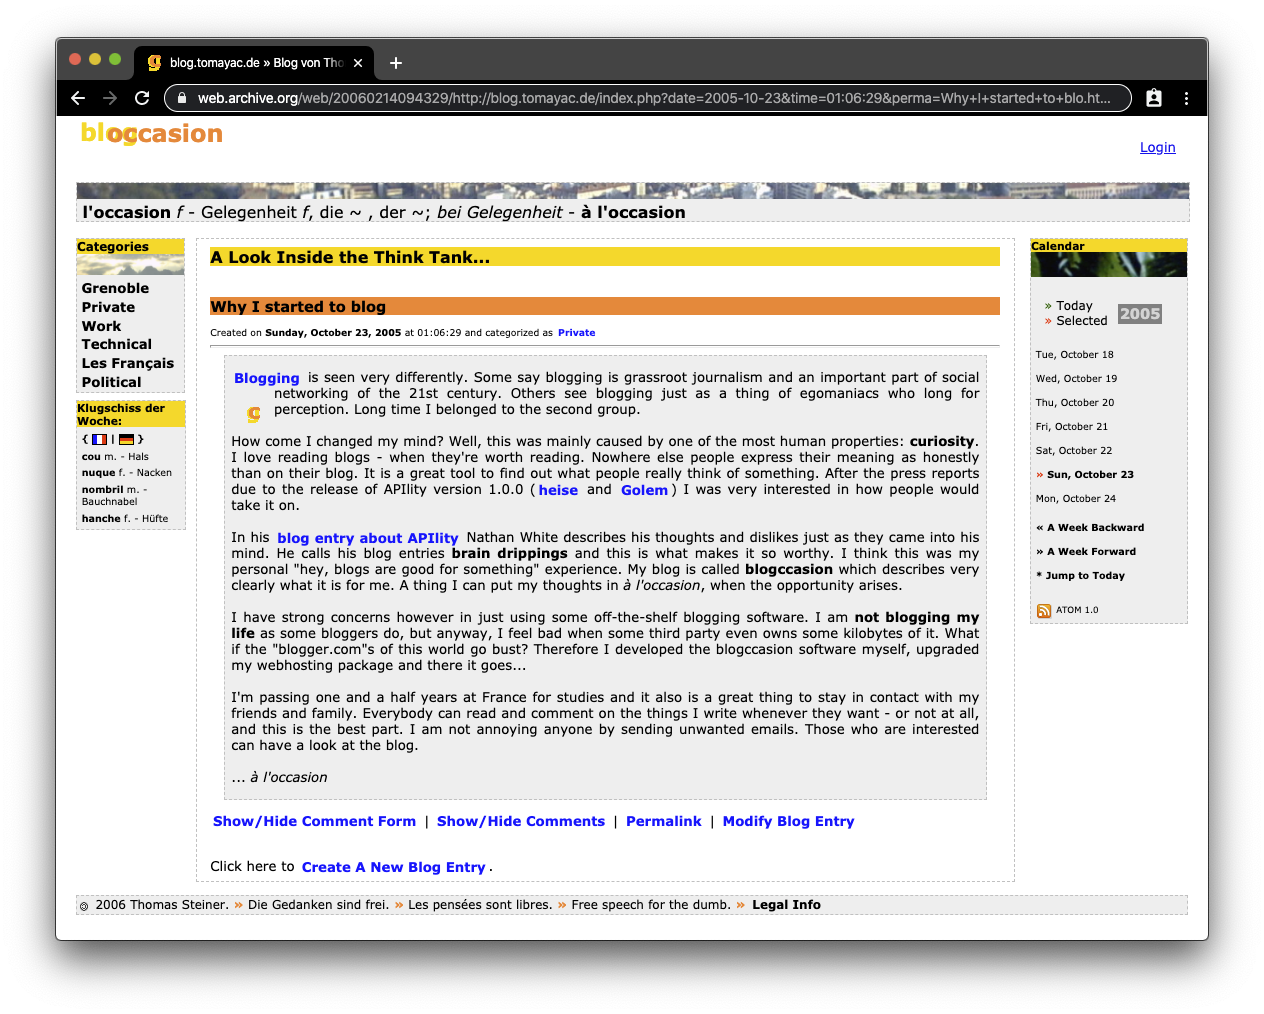 blog.tomayac.de » Blog von Tho
web.archive.org/web/20060214094329/http://blog.tomayac.de/index.php?date=2005-10-23&time=01:06:29&perma=Why+I+started+to+blo.ht...
blogoccasion
Login
l'occasion f - Gelegenheit f, die ~ , der ~; bei Gelegenheit - à l'occasion
Categories
Grenoble
Private
Work
Technical
Les Français
Political
Klugschiss der
Woche:
{ | }
cou m. - Hals
nuque f. - Nacken
nombril m. -
Bauchnabel
hanche f. - Hüfte
A Look Inside the Think Tank...
Why I started to blog
Created on Sunday, October 23, 2005 at 01:06:29 and categorized as Private
Blogging is seen very differently. Some say blogging is grassroot journalism and an important part of social
networking of the 21st century. Others see blogging just as a thing of egomaniacs who long for
g perception. Long time I belonged to the second group.
How come I changed my mind? Well, this was mainly caused by one of the most human properties: curiosity.
I love reading blogs - when they're worth reading. Nowhere else people express their meaning as honestly
than on their blog. It is a great tool to find out what people really think of something. After the press reports
due to the release of APIlity version 1.0.0 (heise and Golem) I was very interested in how people would
take it on.
In his blog entry about APIlity Nathan White describes his thoughts and dislikes just as they came into his
mind. He calls his blog entries brain drippings and this is what makes it so worthy. I think this was my
personal "hey, blogs are good for something" experience. My blog is called blogccasion which describes very
clearly what it is for me. A thing I can put my thoughts in à l'occasion, when the opportunity arises.
I have strong concerns however in just using some off-the-shelf blogging software. I am not blogging my
life as some bloggers do, but anyway, I feel bad when some third party even owns some kilobytes of it. What
if the "blogger.com"s of this world go bust? Therefore I developed the blogccasion software myself, upgraded
my webhosting package and there it goes...
I'm passing one and a half years at France for studies and it also is a great thing to stay in contact with my
friends and family. Everybody can read and comment on the things I write whenever they want - or not at all,
and this is the best part. I am not annoying anyone by sending unwanted emails. Those who are interested
can have a look at the blog.
... à l'occasion
Show/Hide Comment Form | Show/Hide Comments | Permalink | Modify Blog Entry
Click here to Create A New Blog Entry.
Calendar
» Today
» Selected
2005
Tue, October 18
Wed, October 19
Thu, October 20
Fri, October 21
Sat, October 22
» Sun, October 23
Mon, October 24
« A Week Backward
» A Week Forward
* Jump to Today
ATOM 1.0
2006 Thomas Steiner. » Die Gedanken sind frei. » Les pensées sont libres. » Free speech for the dumb. » Legal Info